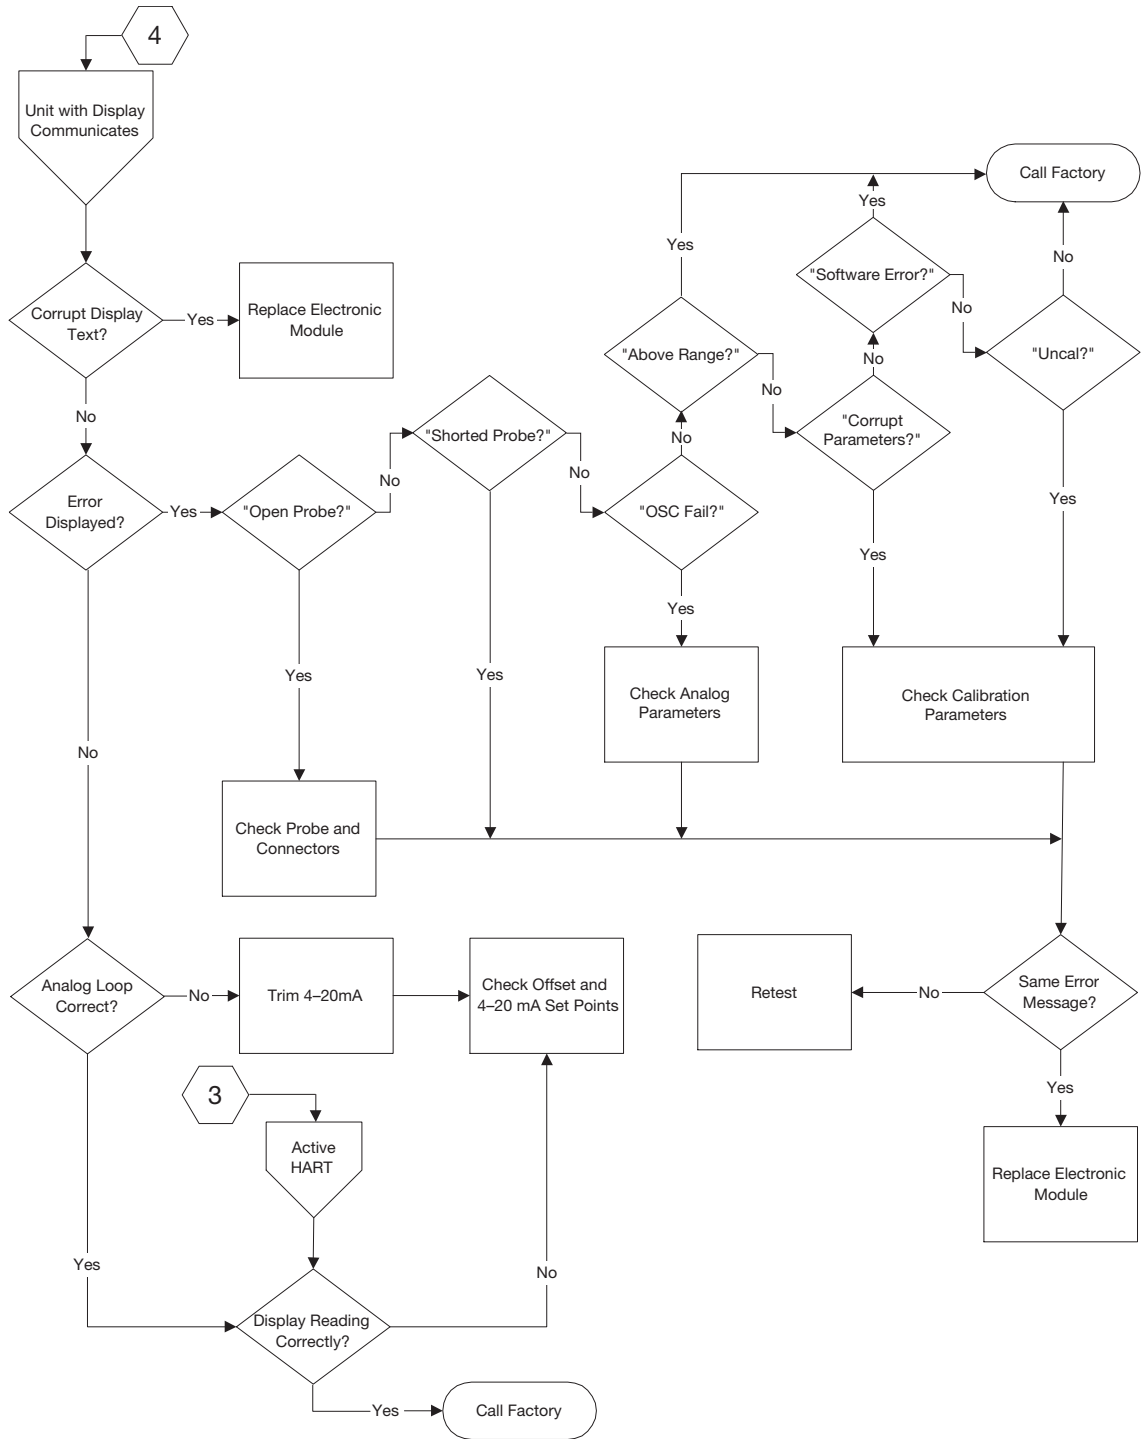 4
Unit with Display
Communicates
Call Factory
Yes
Yes
"Software Error?"
No
No
Corrupt Display
Text?
Yes
Replace Electronic
Module
"Above Range?"
No
"Uncal?"
No
No
"Shorted Probe?"
"Corrupt
Parameters?"
No
No
No
No
Error
Displayed?
Yes
"Open Probe?"
"OSC Fail?"
Yes
Yes
Yes
Yes
Yes
Check Analog
Parameters
Check Calibration
Parameters
No
Check Probe and
Connectors
Analog Loop
Correct?
No
Trim 4–20mA
Check Offset and
4–20 mA Set Points
Retest
No
Same Error
Message?
3
Yes
Active
HART
Replace Electronic
Module
Yes
No
Display Reading
Correctly?
Yes
Call Factory